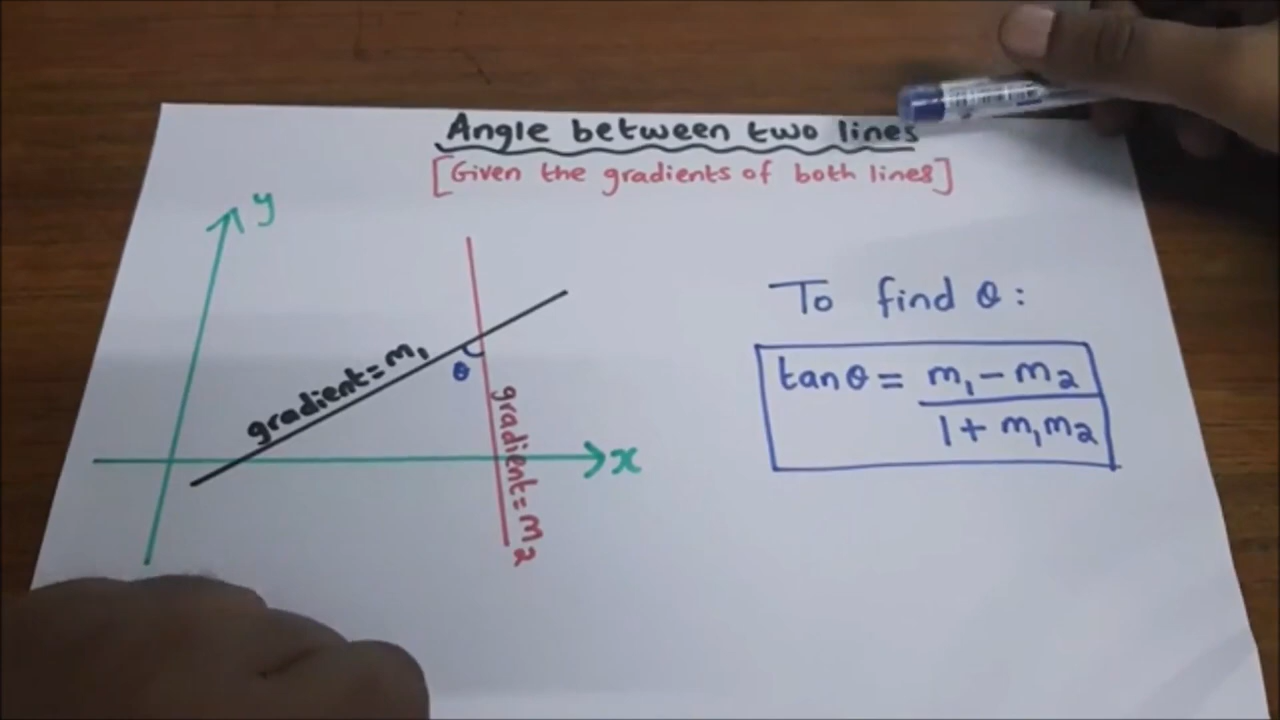 Angle between two lines
[Given the gradients of both lines]
y
gradient = m₁
θ
gradient = m₂
x
To find θ :
tan θ = m₁ - m₂
1 + m₁m₂